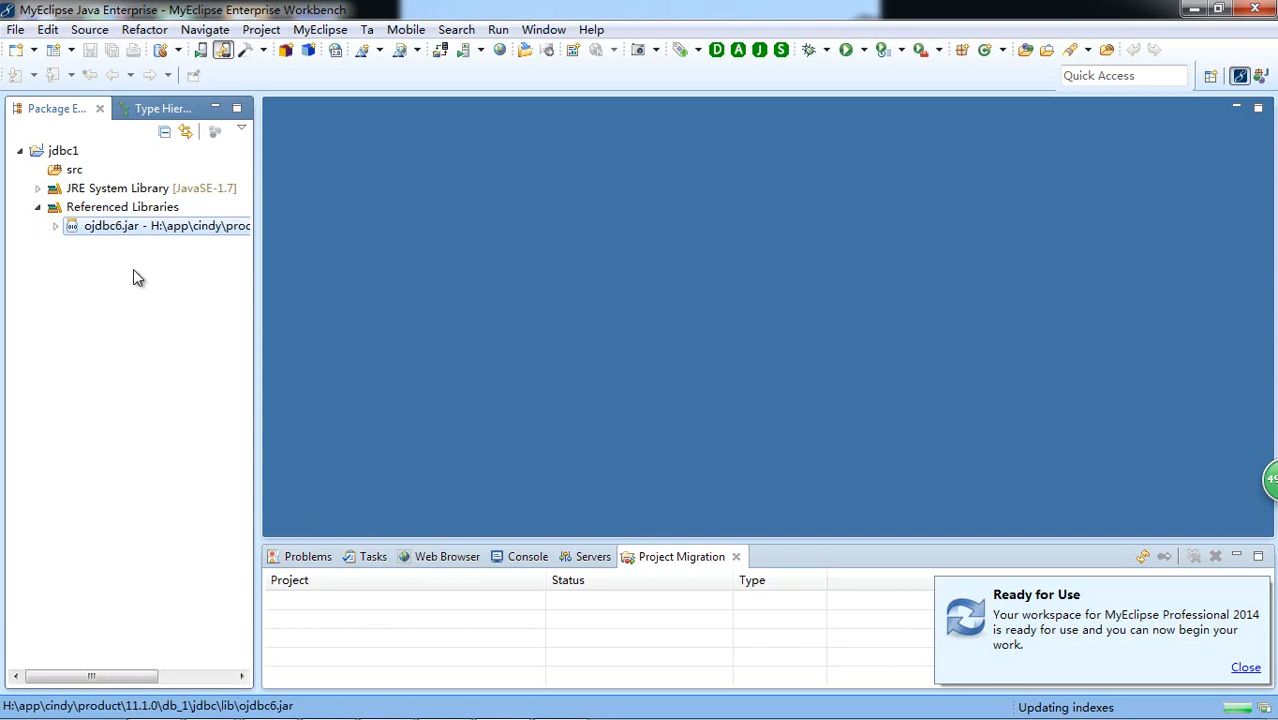 MyEclipse Java Enterprise - MyEclipse Enterprise Workbench
File Edit Source Refactor Navigate Project MyEclipse Ta Mobile Search Run Window Help
D A J S
Quick Access
Package E... Type Hier...
jdbc1
src
JRE System Library [JavaSE-1.7]
Referenced Libraries
ojdbc6.jar - H:\app\cindy\proc
Problems Tasks Web Browser Console Servers Project Migration
Project Status Type
Ready for Use
Your workspace for MyEclipse Professional 2014
is ready for use and you can now begin your
work.
Close
H:\app\cindy\product\11.1.0\db_1\jdbc\lib\ojdbc6.jar
Updating indexes